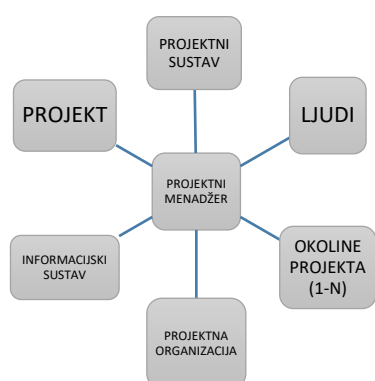 PROJEKTNI
SUSTAV
PROJEKT
LJUDI
PROJEKTNI
MENADŽER
INFORMACIJSKI
SUSTAV
OKOLINE
PROJEKTA
(1-N)
PROJEKTNA
ORGANIZACIJA